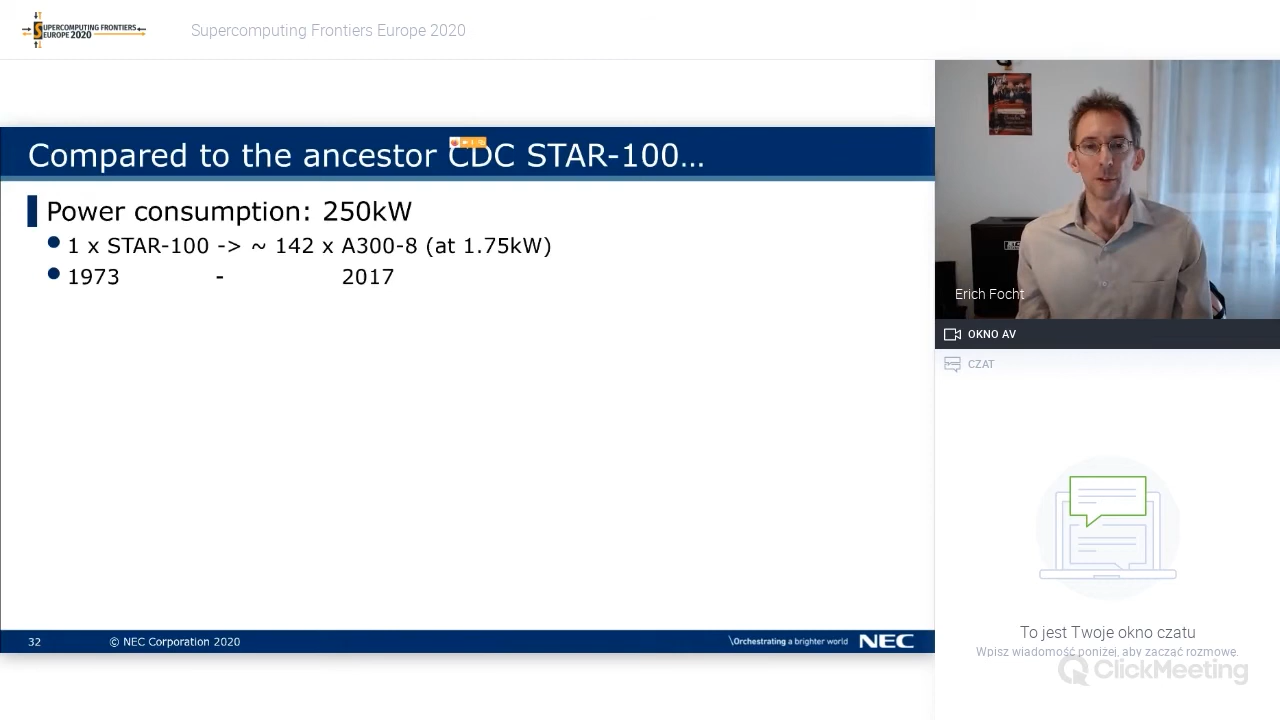 SUPERCOMPUTING FRONTIERS
EUROPE 2020
Supercomputing Frontiers Europe 2020
Compared to the ancestor CDC STAR-100...
Power consumption: 250kW
1 x STAR-100 -> ~ 142 x A300-8 (at 1.75kW)
1973 - 2017
32 © NEC Corporation 2020
\Orchestrating a brighter world NEC
Erich Focht
OKNO AV
CZAT
To jest Twoje okno czatu
Wpisz wiadomość poniżej, aby zacząć rozmowę.
ClickMeeting